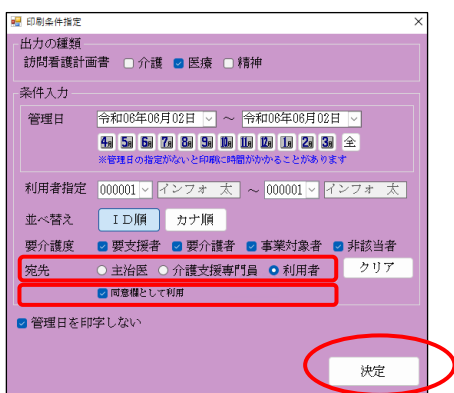 印刷条件指定
出力の種類
訪問看護計画書 介護 医療 精神
条件入力
管理日 令和06年06月02日 ～ 令和06年06月02日
4月 5月 6月 7月 8月 9月 10月 11月 12月 1月 2月 3月 全
※管理日の指定がないと印刷に時間がかかることがあります
利用者指定 000001 インフォ 太 ～ 000001 インフォ 太
並べ替え ＩＤ順 カナ順
要介護度 要支援者 要介護者 事業対象者 非該当者
宛先 主治医 介護支援専門員 利用者 クリア
同意欄として利用
管理日を印字しない
決定